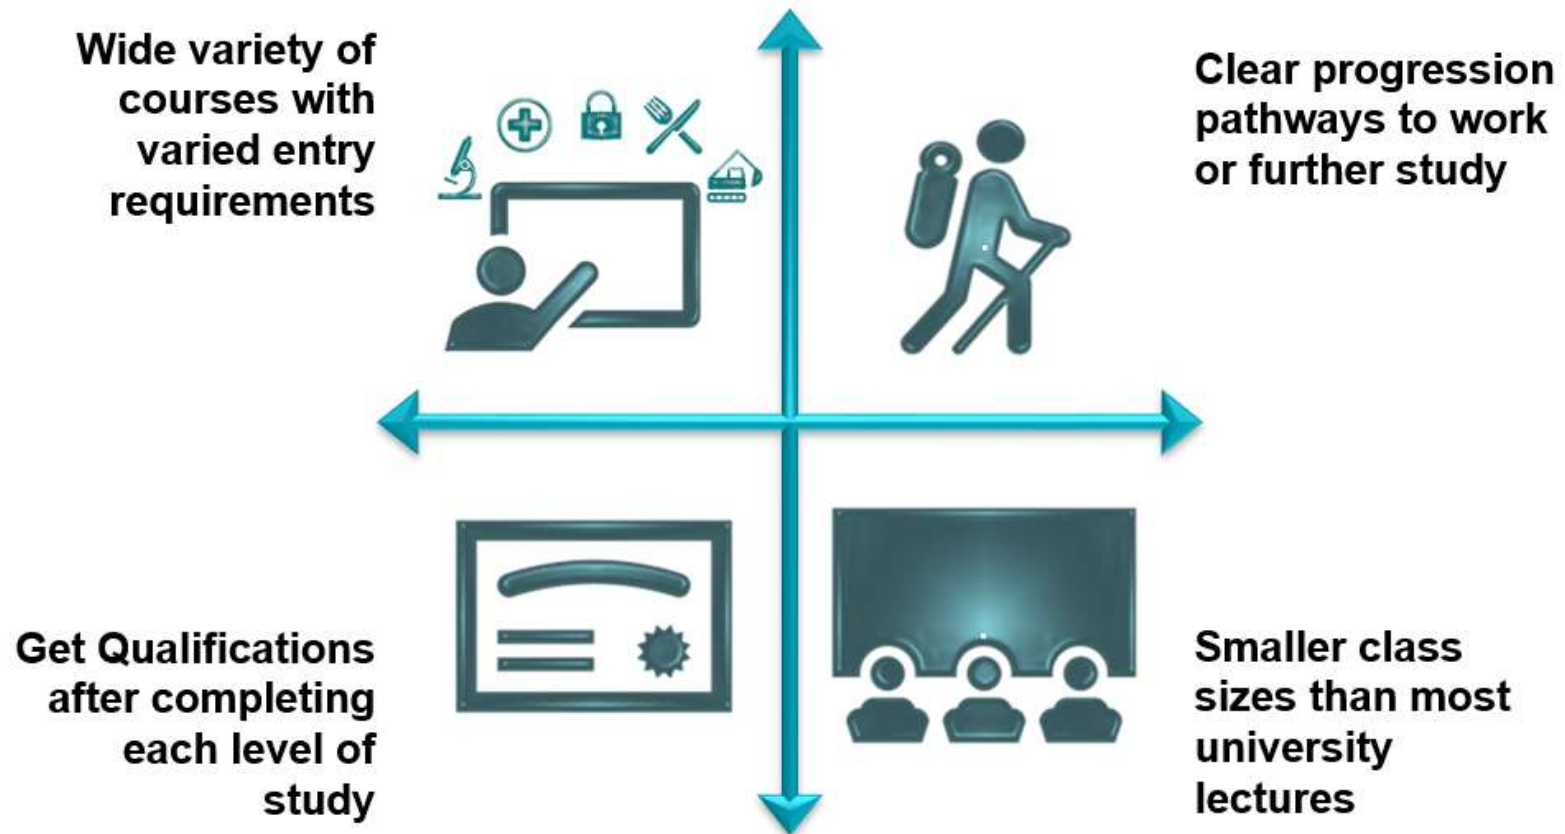 Wide variety of
courses with
varied entry
requirements
Clear progression
pathways to work
or further study
Get Qualifications
after completing
each level of
study
Smaller class
sizes than most
university
lectures